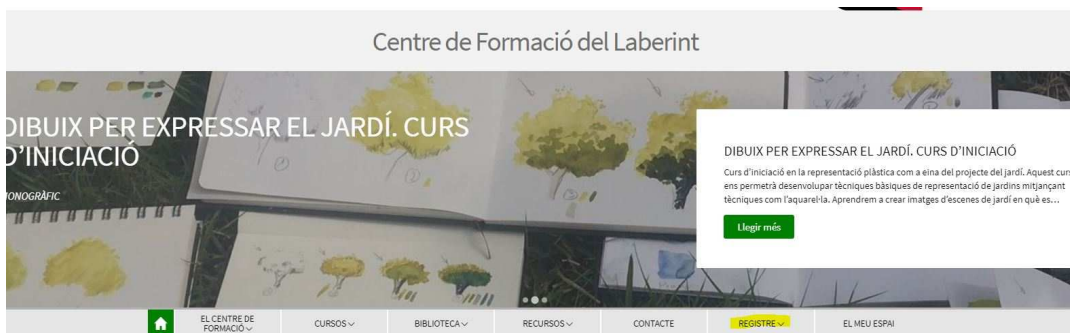 Centre de Formació del Laberint
DIBUIX PER EXPRESSAR EL JARDÍ. CURS
D'INICIACIÓ
MONOGRÀFIC
DIBUIX PER EXPRESSAR EL JARDÍ. CURS D'INICIACIÓ
Curs d'iniciació en la representació plàstica com a eina del projecte del jardí. Aquest curs
ens permetrà desenvolupar tècniques bàsiques de representació de jardins mitjançant
tècniques com l'aquarel·la. Aprendrem a crear imatges d'escenes de jardí en què es...
Llegir més
EL CENTRE DE
FORMACIÓ
CURSOS
BIBLIOTECA
RECURSOS
CONTACTE
REGISTRE
EL MEU ESPAI